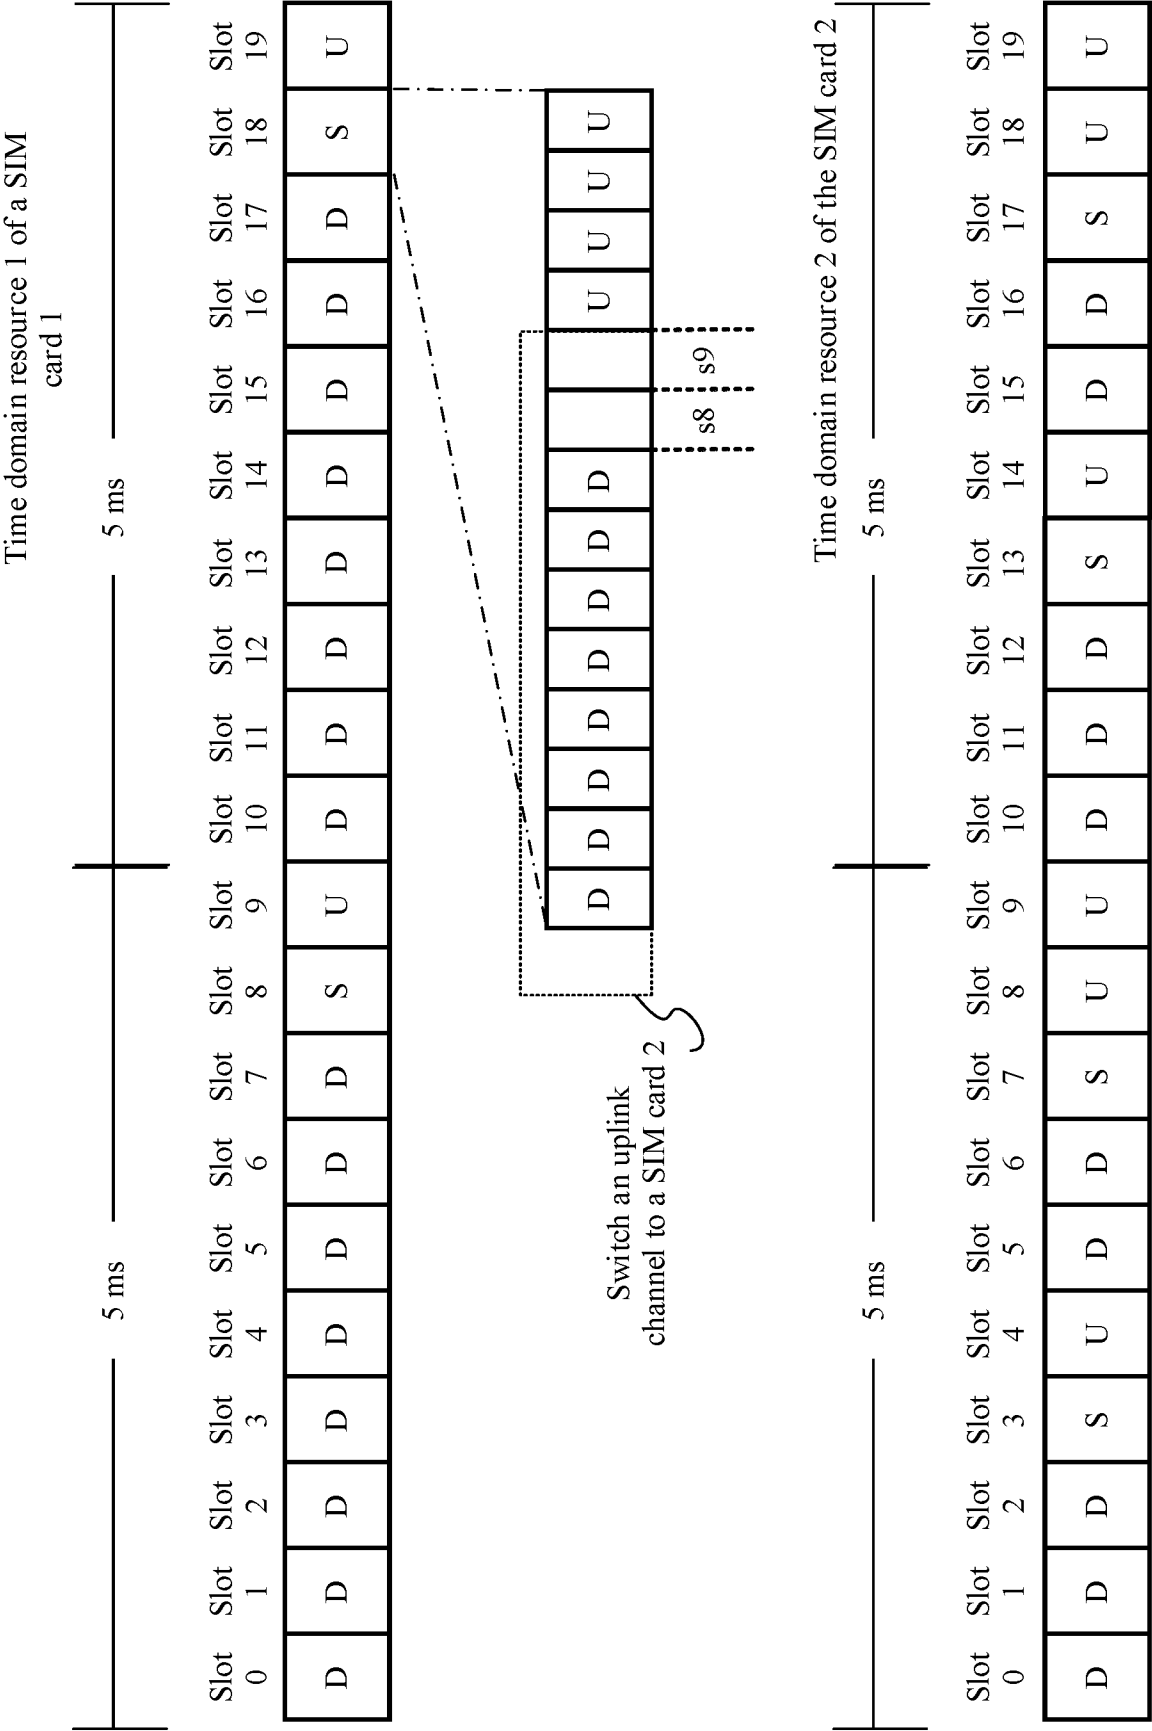 Time domain resource 1 of a SIM
card 1
5 ms
5 ms
Slot Slot Slot Slot Slot Slot Slot Slot Slot Slot Slot Slot Slot Slot Slot Slot Slot Slot Slot Slot
0 1 2 3 4 5 6 7 8 9 10 11 12 13 14 15 16 17 18 19
D D D D D D D D S U D D D D D D D D S U
D D D D D D D D U U U U
s8 s9
Switch an uplink
channel to a SIM card 2
Time domain resource 2 of the SIM card 2
5 ms
5 ms
Slot Slot Slot Slot Slot Slot Slot Slot Slot Slot Slot Slot Slot Slot Slot Slot Slot Slot Slot Slot
0 1 2 3 4 5 6 7 8 9 10 11 12 13 14 15 16 17 18 19
D D D S U D D S U U D D D S U D D S U U